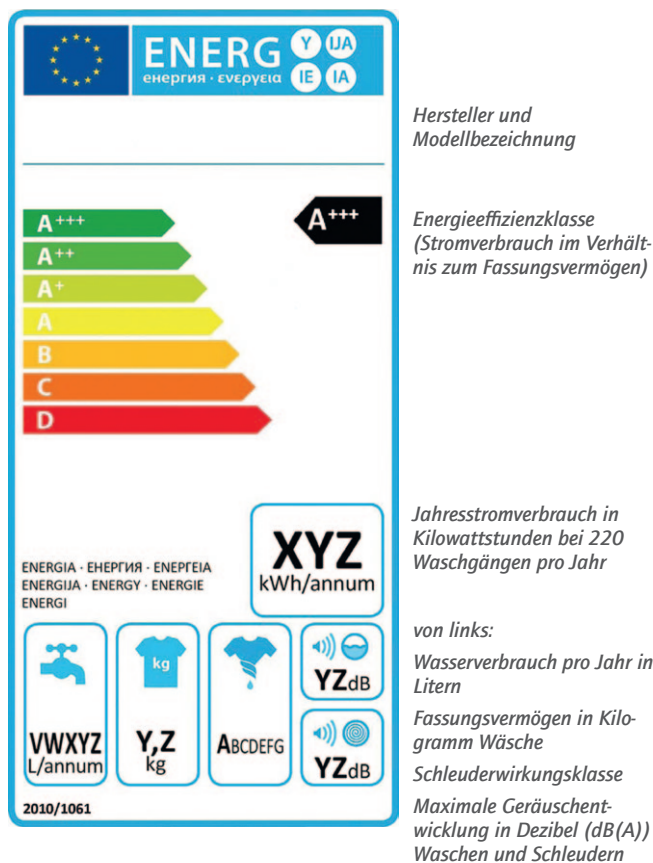 ENERG Y IJA
енергия · ενεργεια IE IA
Hersteller und
Modellbezeichnung
A+++
A++
A+
A
B
C
D
A+++
Energieeffizienzklasse
(Stromverbrauch im Verhält-
nis zum Fassungsvermögen)
ENERGIA · ЕНЕРГИЯ · ΕΝΕΡΓΕΙΑ
ENERGIJA · ENERGY · ENERGIE
ENERGI
XYZ
kWh/annum
Jahresstromverbrauch in
Kilowattstunden bei 220
Waschgängen pro Jahr
VWXYZ
L/annum
kg
Y,Z
kg
ABCDEFG
YZdB
YZdB
2010/1061
von links:
Wasserverbrauch pro Jahr in
Litern
Fassungsvermögen in Kilo-
gramm Wäsche
Schleuderwirkungsklasse
Maximale Geräuschent-
wicklung in Dezibel (dB(A))
Waschen und Schleudern